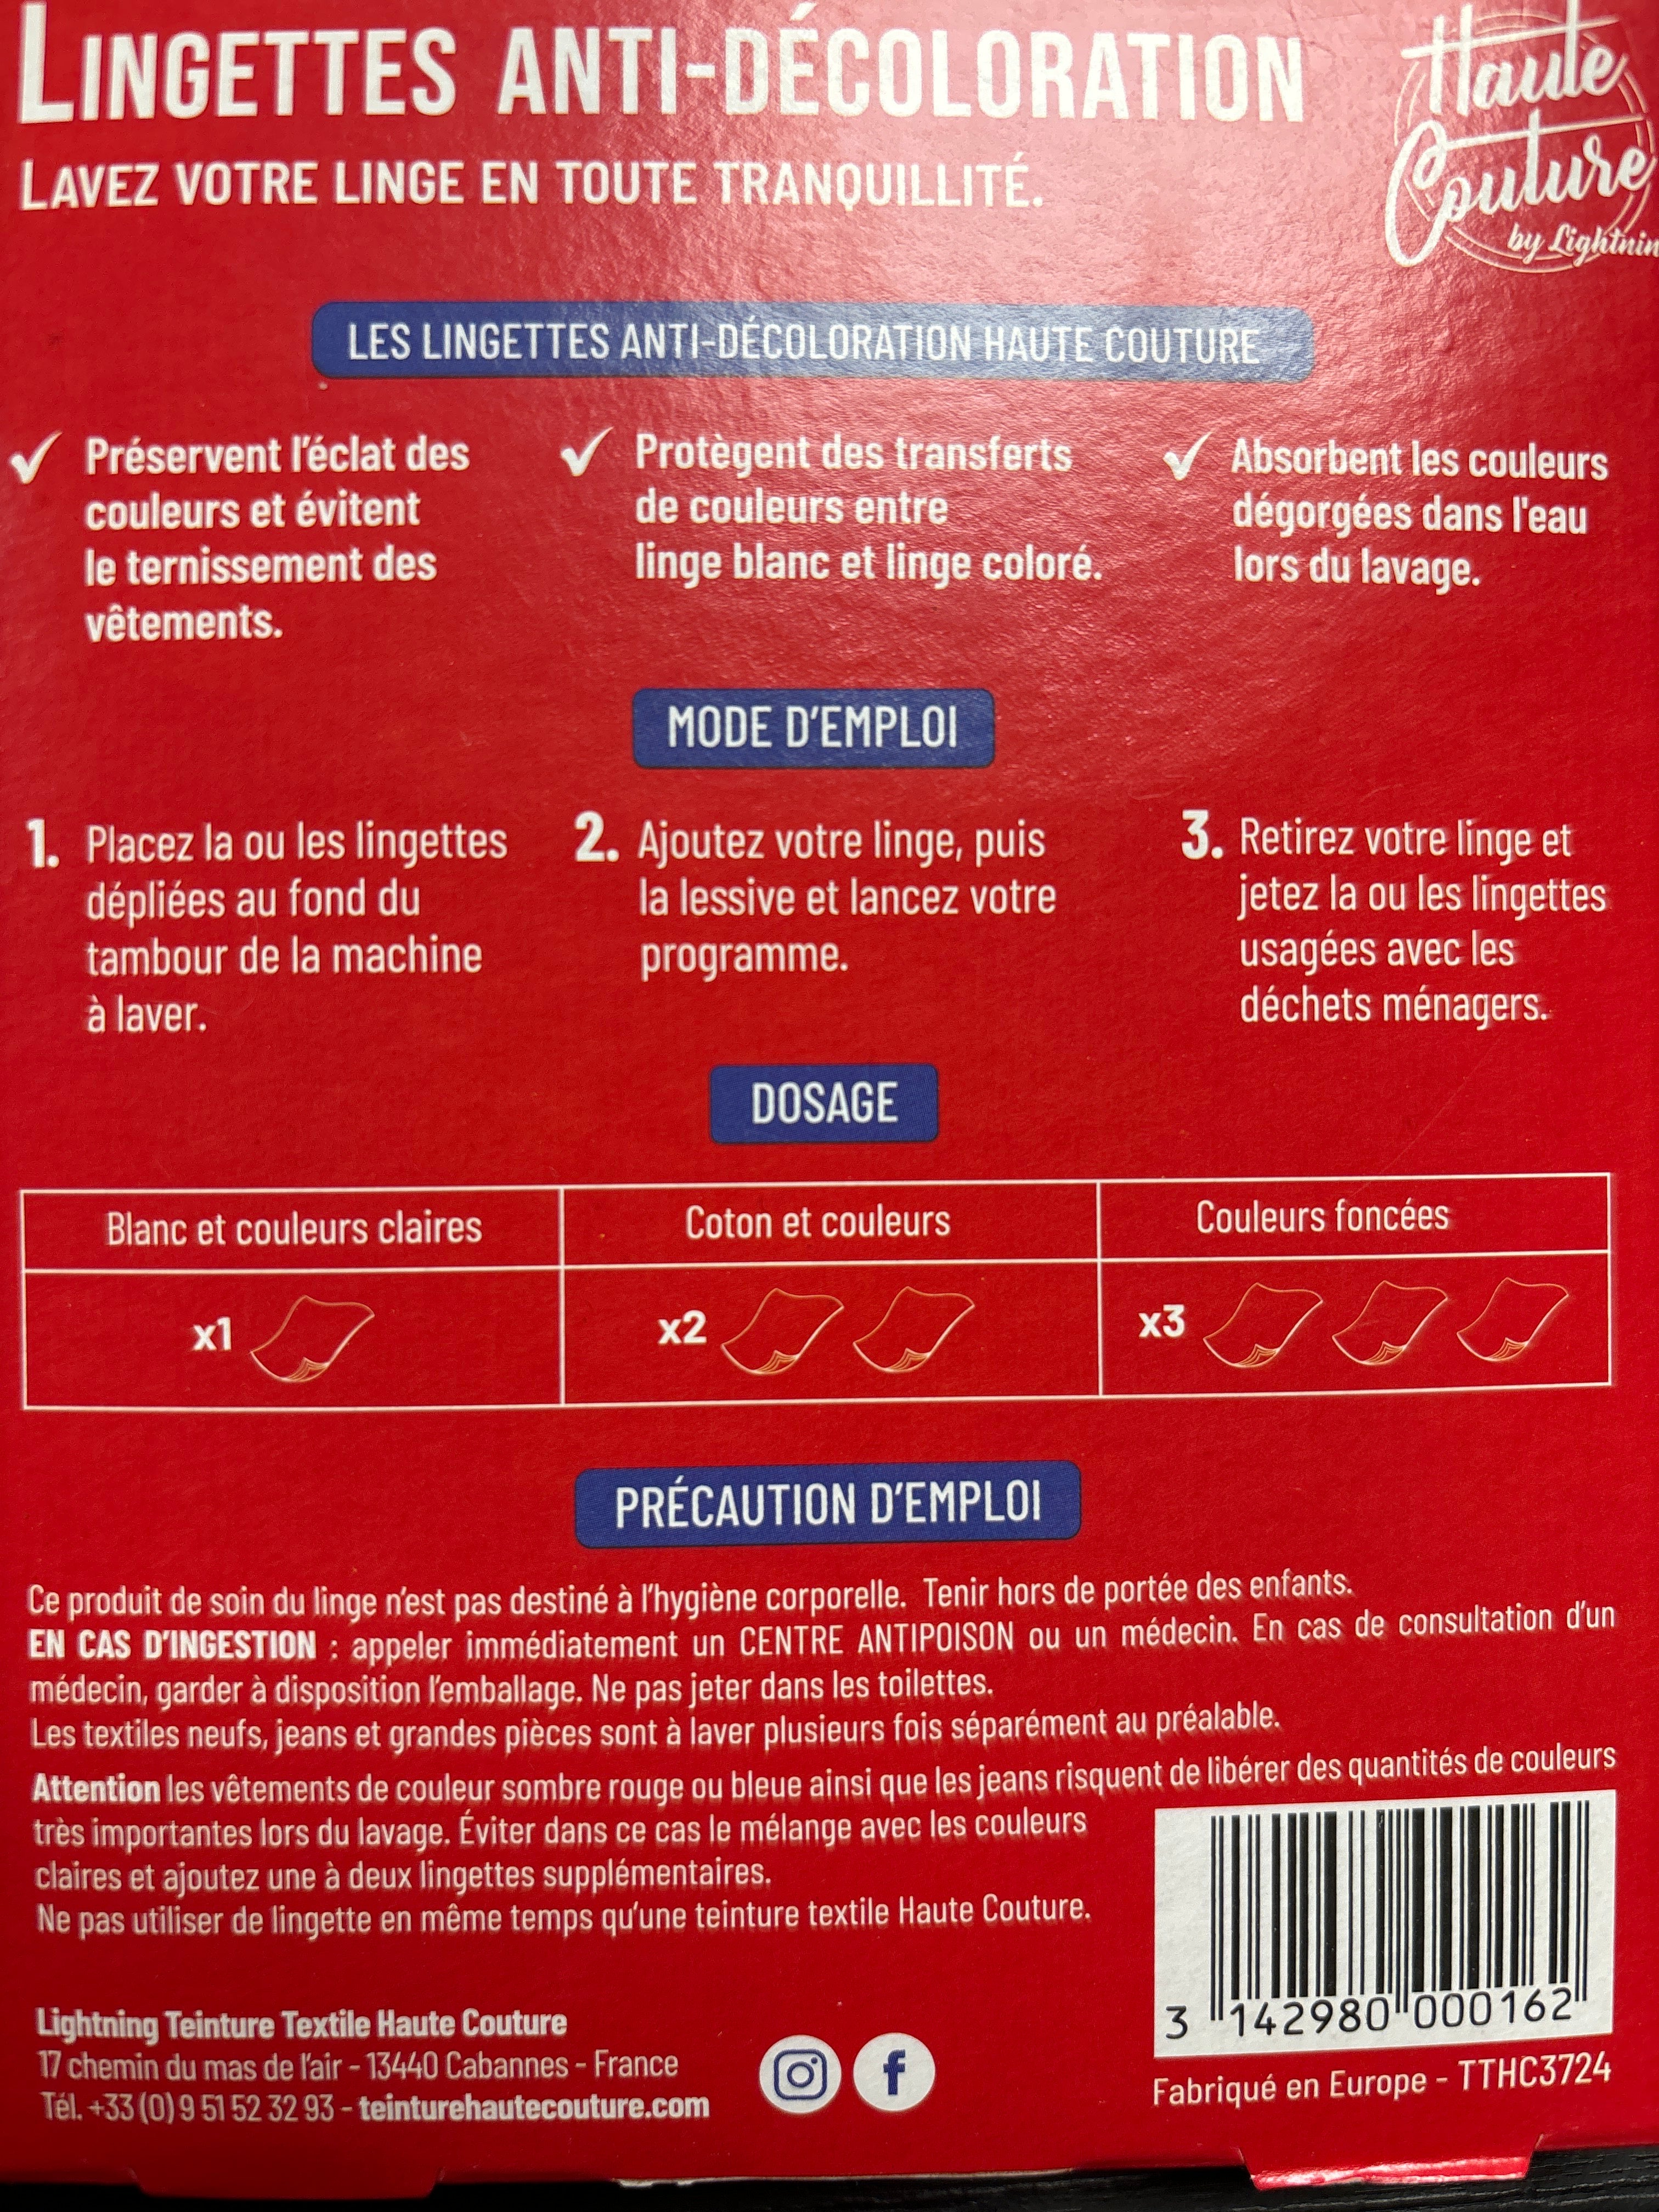 LINGETTES ANTI-DÉCOLORATION
LAVEZ VOTRE LINGE EN TOUTE TRANQUILLITÉ.
Haute
Couture
by Lightnin
LES LINGETTES ANTI-DÉCOLORATION HAUTE COUTURE
Préservent l'éclat des
couleurs et évitent
le ternissement des
vêtements.
Protègent des transferts
de couleurs entre
linge blanc et linge coloré.
Absorbent les couleurs
dégorgées dans l'eau
lors du lavage.
MODE D'EMPLOI
1. Placez la ou les lingettes
dépliées au fond du
tambour de la machine
à laver.
2. Ajoutez votre linge, puis
la lessive et lancez votre
programme.
3. Retirez votre linge et
jetez la ou les lingettes
usagées avec les
déchets ménagers.
DOSAGE
Blanc et couleurs claires
Coton et couleurs
Couleurs foncées
x1
x2
x3
PRÉCAUTION D'EMPLOI
Ce produit de soin du linge n'est pas destiné à l'hygiène corporelle. Tenir hors de portée des enfants.
EN CAS D'INGESTION : appeler immédiatement un CENTRE ANTIPOISON ou un médecin. En cas de consultation d'un
médecin, garder à disposition l'emballage. Ne pas jeter dans les toilettes.
Les textiles neufs, jeans et grandes pièces sont à laver plusieurs fois séparément au préalable.
Attention les vêtements de couleur sombre rouge ou bleue ainsi que les jeans risquent de libérer des quantités de couleurs
très importantes lors du lavage. Éviter dans ce cas le mélange avec les couleurs
claires et ajoutez une à deux lingettes supplémentaires.
Ne pas utiliser de lingette en même temps qu'une teinture textile Haute Couture.
Lightning Teinture Textile Haute Couture
17 chemin du mas de l'air - 13440 Cabannes - France
Tél. +33 (0) 9 51 52 32 93 - teinturehautecouture.com
3 142980 000162
Fabriqué en Europe - TTHC3724